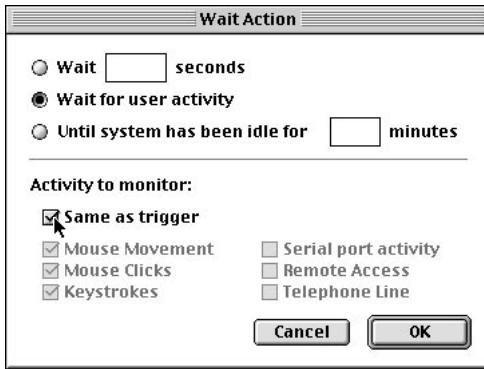 Wait Action
Wait seconds
Wait for user activity
Until system has been idle for minutes
Activity to monitor:
Same as trigger
Mouse Movement Serial port activity
Mouse Clicks Remote Access
Keystrokes Telephone Line
Cancel OK